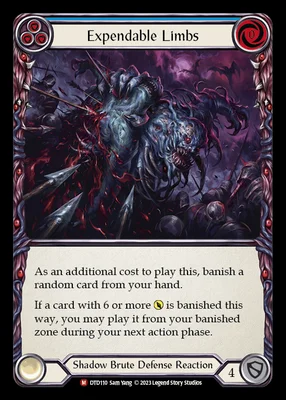 Expendable Limbs
As an additional cost to play this, banish a
random card from your hand.
If a card with 6 or more is banished this
way, you may play it from your banished
zone during your next action phase.
Shadow Brute Defense Reaction
4
M DTD110 Sam Yang © 2023 Legend Story Studios